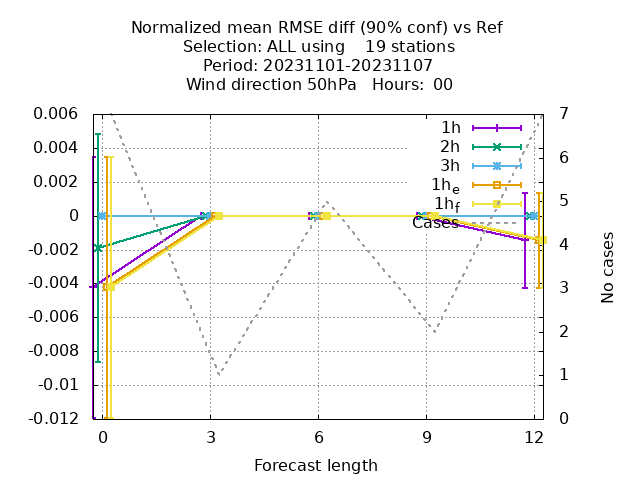 Normalized mean RMSE diff (90% conf) vs Ref
Selection: ALL using    19 stations
Period: 20231101-20231107
Wind direction 50hPa   Hours:  00
0.006
0.004
0.002
0
-0.002
-0.004
-0.006
-0.008
-0.01
-0.012
7
6
5
4
3
2
1
0
1h
2h
3h
1he
1hf
Cases
No cases
0 3 6 9 12
Forecast length